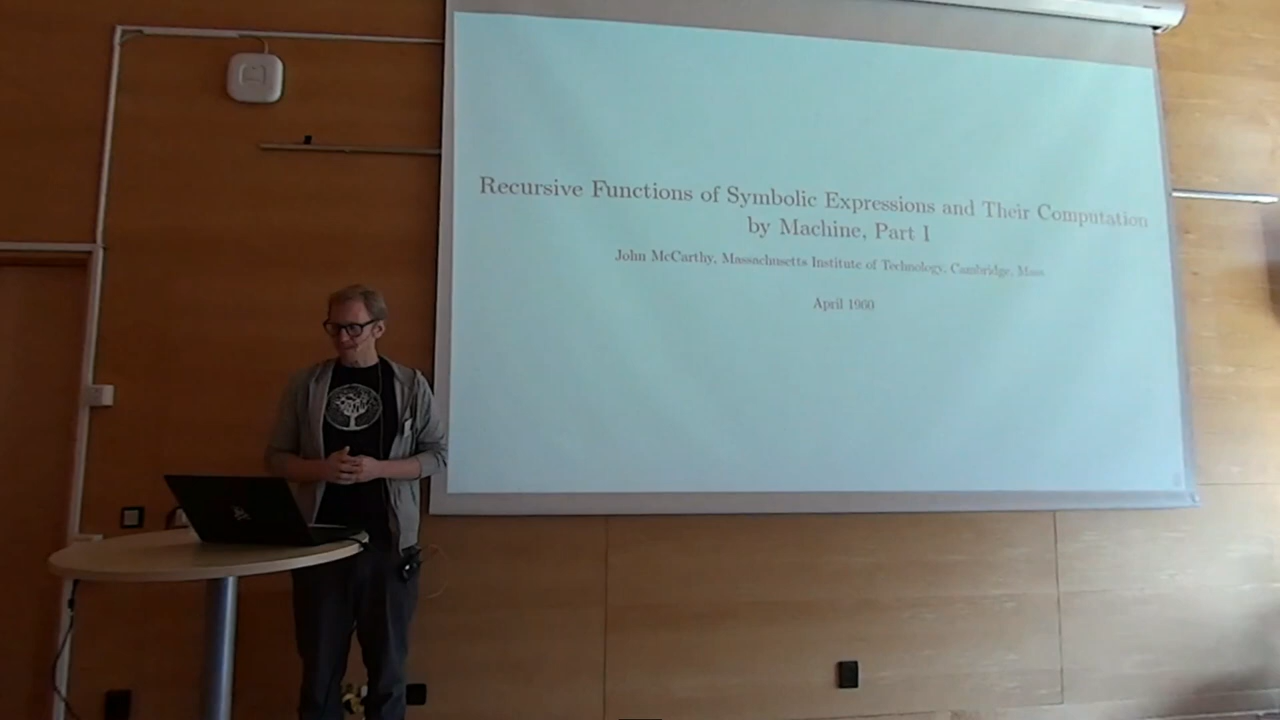 Recursive Functions of Symbolic Expressions and Their Computation
by Machine, Part I
John McCarthy, Massachusetts Institute of Technology, Cambridge, Mass
April 1960